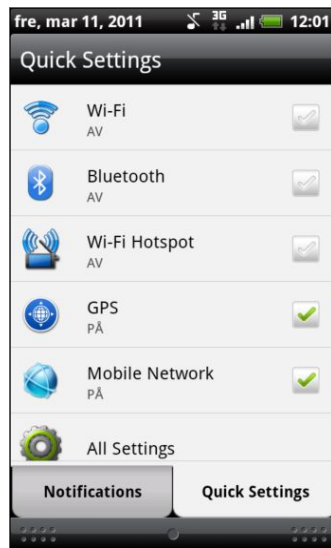 fre, mar 11, 2011 3G 12:01
Quick Settings
Wi-Fi
AV
Bluetooth
AV
Wi-Fi Hotspot
AV
GPS
PÅ
Mobile Network
PÅ
All Settings
Notifications Quick Settings